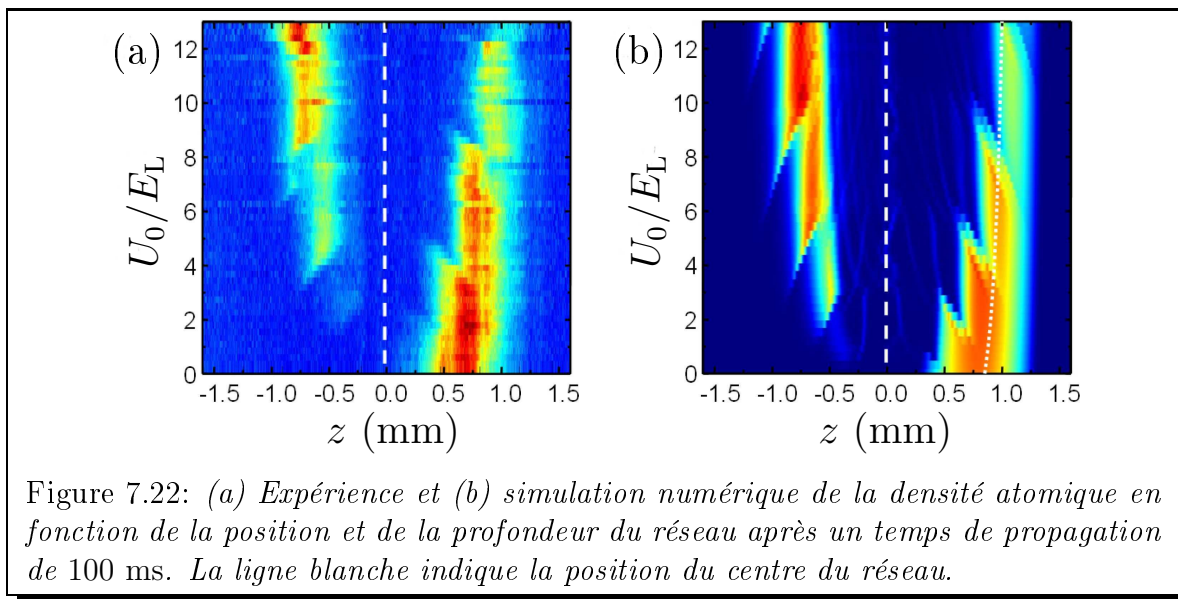 (a) (b)
12 12
10 10
8 8
6 6
4 4
2 2
0 0
U₀/E_L U₀/E_L
-1.5 -1.0 -0.5 0.0 0.5 1.0 1.5 -1.5 -1.0 -0.5 0.0 0.5 1.0 1.5
z (mm) z (mm)
Figure 7.22: (a) Expérience et (b) simulation numérique de la densité atomique en
fonction de la position et de la profondeur du réseau après un temps de propagation
de 100 ms. La ligne blanche indique la position du centre du réseau.